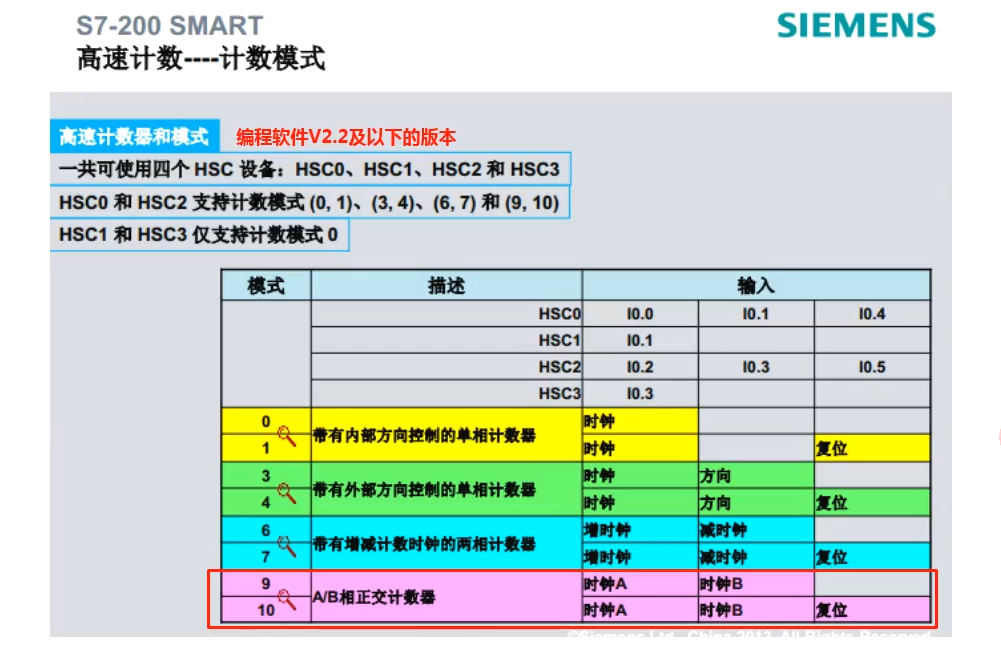 S7-200 SMART
SIEMENS
高速计数----计数模式
高速计数器和模式 编程软件V2.2及以下的版本
一共可使用四个 HSC 设备：HSC0、HSC1、HSC2 和 HSC3
HSC0 和 HSC2 支持计数模式 (0, 1)、(3, 4)、(6, 7) 和 (9, 10)
HSC1 和 HSC3 仅支持计数模式 0
模式 描述 输入
HSC0 I0.0 I0.1 I0.4
HSC1 I0.1
HSC2 I0.2 I0.3 I0.5
HSC3 I0.3
0 带有内部方向控制的单相计数器 时钟
1 时钟 复位
3 带有外部方向控制的单相计数器 时钟 方向
4 时钟 方向 复位
6 带有增减计数时钟的两相计数器 增时钟 减时钟
7 增时钟 减时钟 复位
9 A/B相正交计数器 时钟A 时钟B
10 时钟A 时钟B 复位